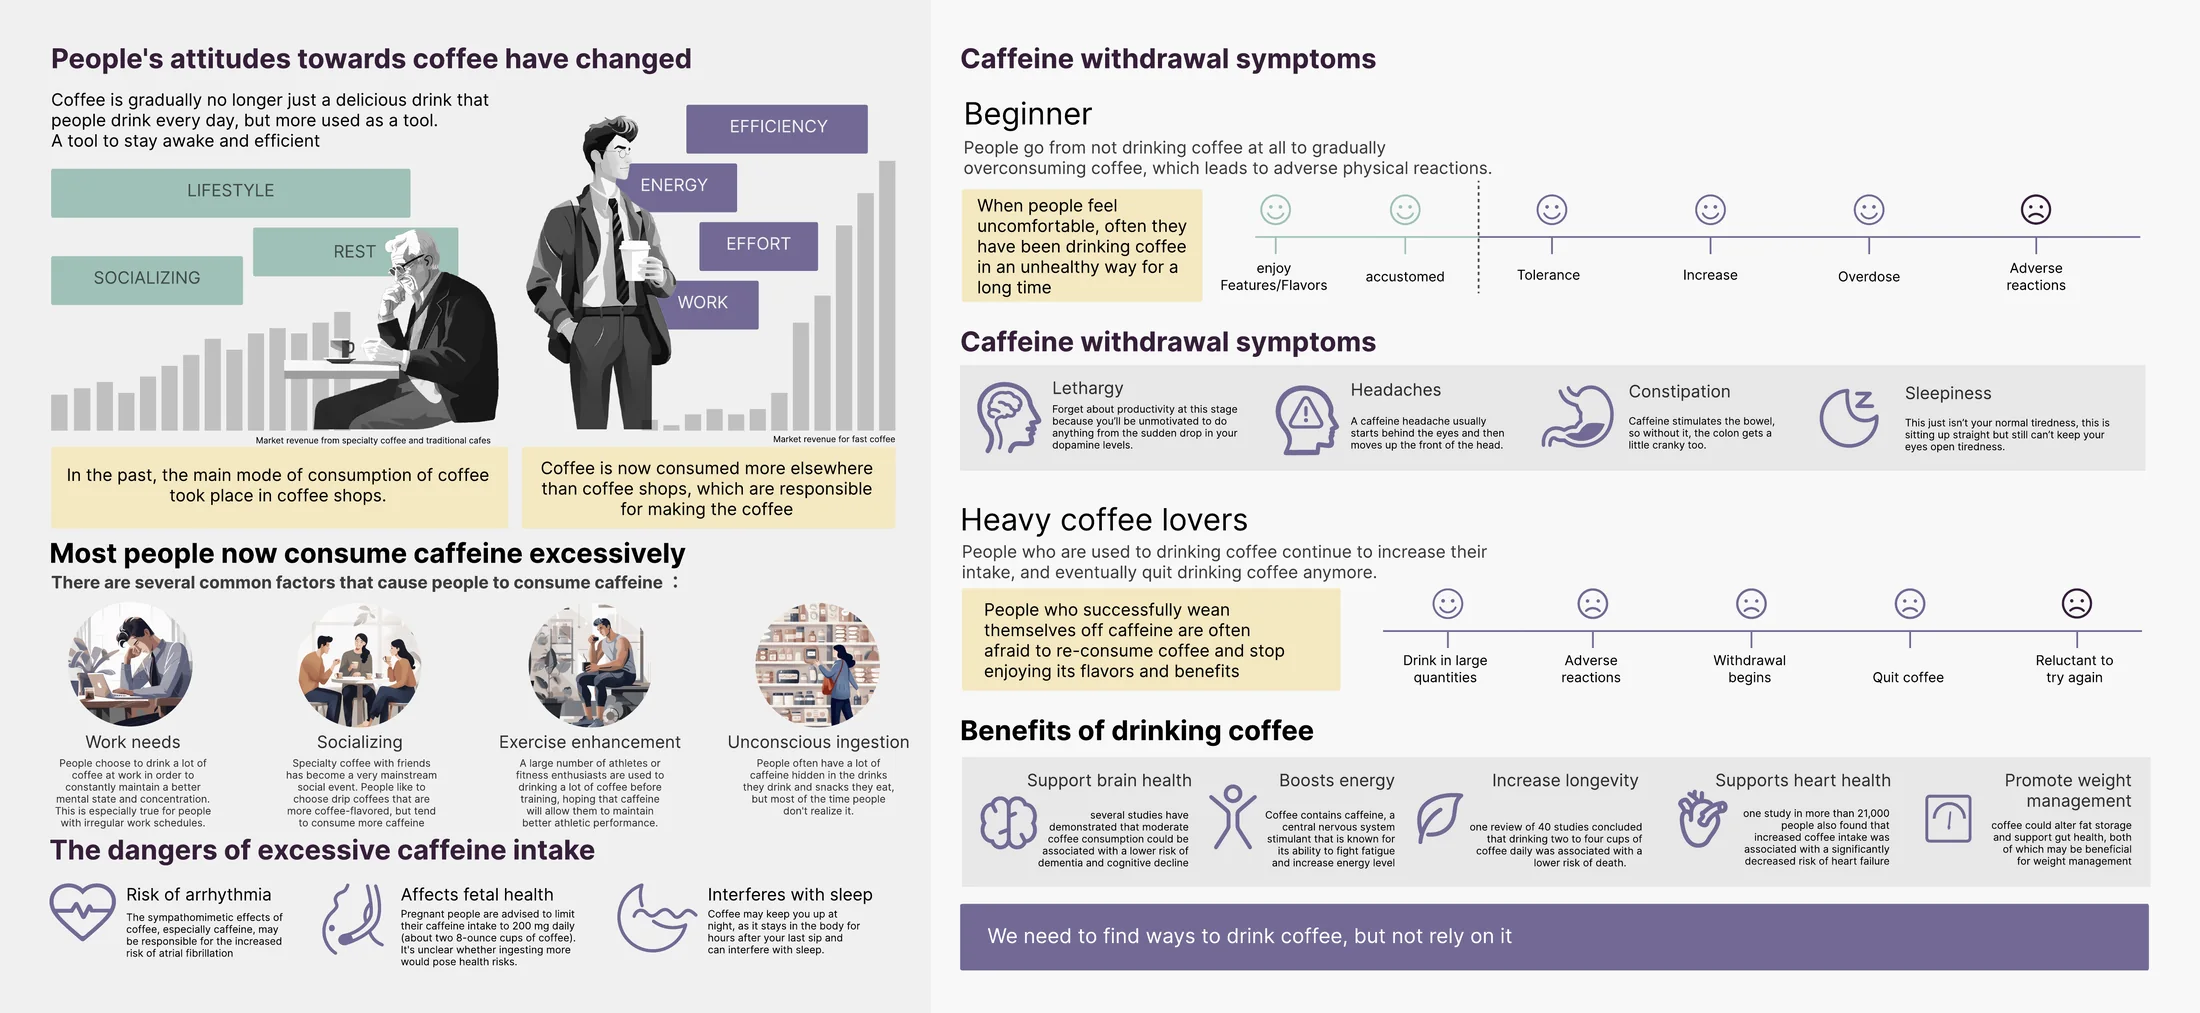 People's attitudes towards coffee have changed
Coffee is gradually no longer just a delicious drink that
people drink every day, but more used as a tool.
A tool to stay awake and efficient
LIFESTYLE
REST
SOCIALIZING
EFFICIENCY
ENERGY
EFFORT
WORK
Market revenue from specialty coffee and traditional cafes
Market revenue for fast coffee
In the past, the main mode of consumption of coffee
took place in coffee shops.
Coffee is now consumed more elsewhere
than coffee shops, which are responsible
for making the coffee
Most people now consume caffeine excessively
There are several common factors that cause people to consume caffeine ：
Work needs
People choose to drink a lot of
coffee at work in order to
constantly maintain a better
mental state and concentration.
This is especially true for people
with irregular work schedules.
Socializing
Specialty coffee with friends
has become a very mainstream
social event. People like to
choose drip coffees that are
more coffee-flavored, but tend
to consume more caffeine
Exercise enhancement
A large number of athletes or
fitness enthusiasts are used to
drinking a lot of coffee before
training, hoping that caffeine
will allow them to maintain
better athletic performance.
Unconscious ingestion
People often have a lot of
caffeine hidden in the drinks
they drink and snacks they eat,
but most of the time people
don't realize it.
The dangers of excessive caffeine intake
Risk of arrhythmia
The sympathomimetic effects of
coffee, especially caffeine, may
be responsible for the increased
risk of atrial fibrillation
Affects fetal health
Pregnant people are advised to limit
their caffeine intake to 200 mg daily
(about two 8-ounce cups of coffee).
It's unclear whether ingesting more
would pose health risks.
Interferes with sleep
Coffee may keep you up at
night, as it stays in the body for
hours after your last sip and
can interfere with sleep.
Caffeine withdrawal symptoms
Beginner
People go from not drinking coffee at all to gradually
overconsuming coffee, which leads to adverse physical reactions.
When people feel
uncomfortable, often they
have been drinking coffee
in an unhealthy way for a
long time
enjoy
Features/Flavors
accustomed
Tolerance
Increase
Overdose
Adverse
reactions
Caffeine withdrawal symptoms
Lethargy
Forget about productivity at this stage
because you'll be unmotivated to do
anything from the sudden drop in your
dopamine levels.
Headaches
A caffeine headache usually
starts behind the eyes and then
moves up the front of the head.
Constipation
Caffeine stimulates the bowel,
so without it, the colon gets a
little cranky too.
Sleepiness
This just isn't your normal tiredness, this is
sitting up straight but still can't keep your
eyes open tiredness.
Heavy coffee lovers
People who are used to drinking coffee continue to increase their
intake, and eventually quit drinking coffee anymore.
People who successfully wean
themselves off caffeine are often
afraid to re-consume coffee and stop
enjoying its flavors and benefits
Drink in large
quantities
Adverse
reactions
Withdrawal
begins
Quit coffee
Reluctant to
try again
Benefits of drinking coffee
Support brain health
several studies have
demonstrated that moderate
coffee consumption could be
associated with a lower risk of
dementia and cognitive decline
Boosts energy
Coffee contains caffeine, a
central nervous system
stimulant that is known for
its ability to fight fatigue
and increase energy level
Increase longevity
one review of 40 studies concluded
that drinking two to four cups of
coffee daily was associated with a
lower risk of death.
Supports heart health
one study in more than 21,000
people also found that
increased coffee intake was
associated with a significantly
decreased risk of heart failure
Promote weight
management
coffee could alter fat storage
and support gut health, both
of which may be beneficial
for weight management
We need to find ways to drink coffee, but not rely on it